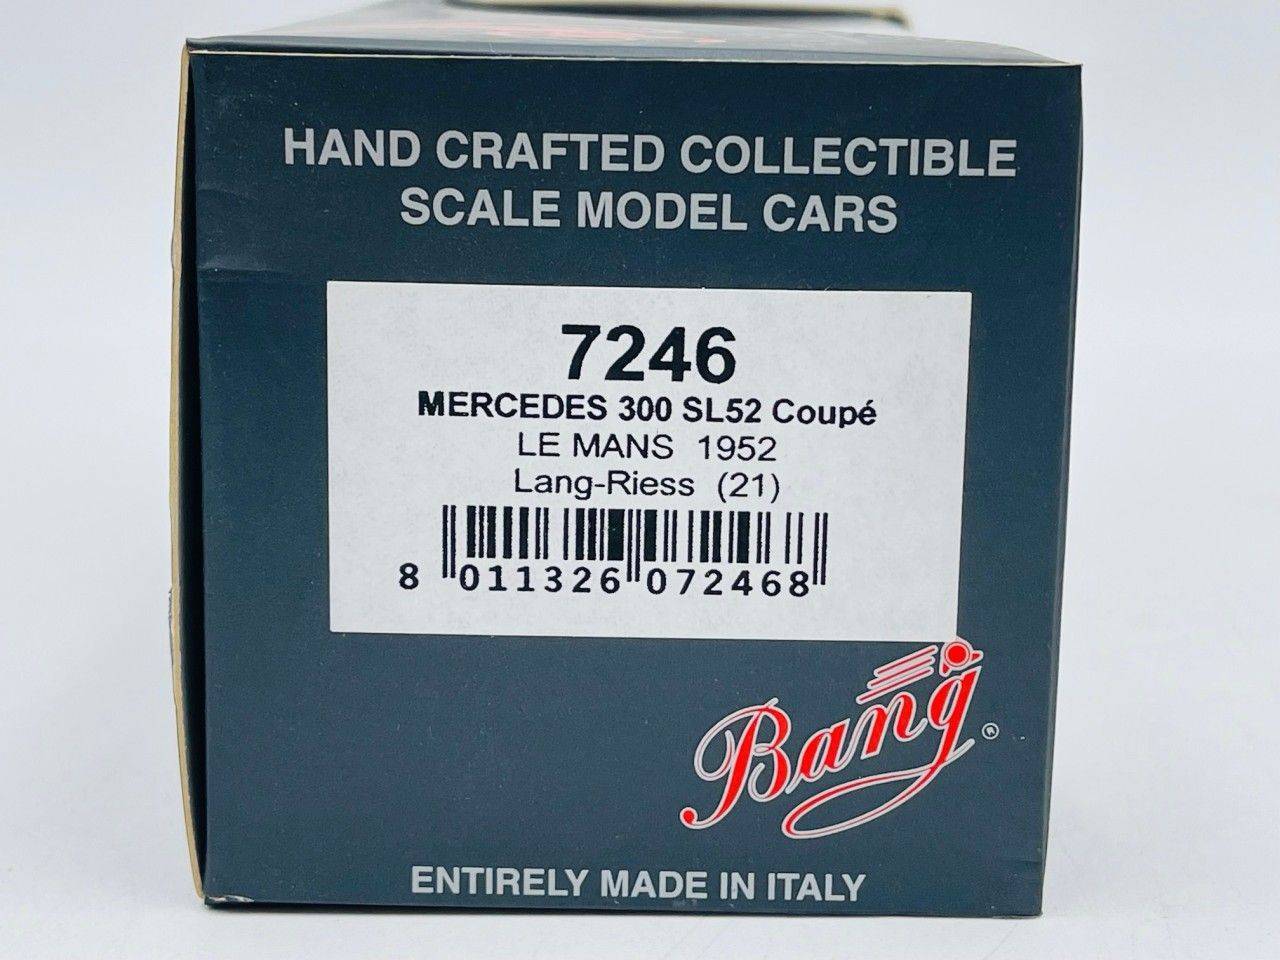 HAND CRAFTED COLLECTIBLE
SCALE MODEL CARS
7246
MERCEDES 300 SL52 Coupé
LE MANS 1952
Lang-Riess (21)
8 011326 072468
Bang ®
ENTIRELY MADE IN ITALY